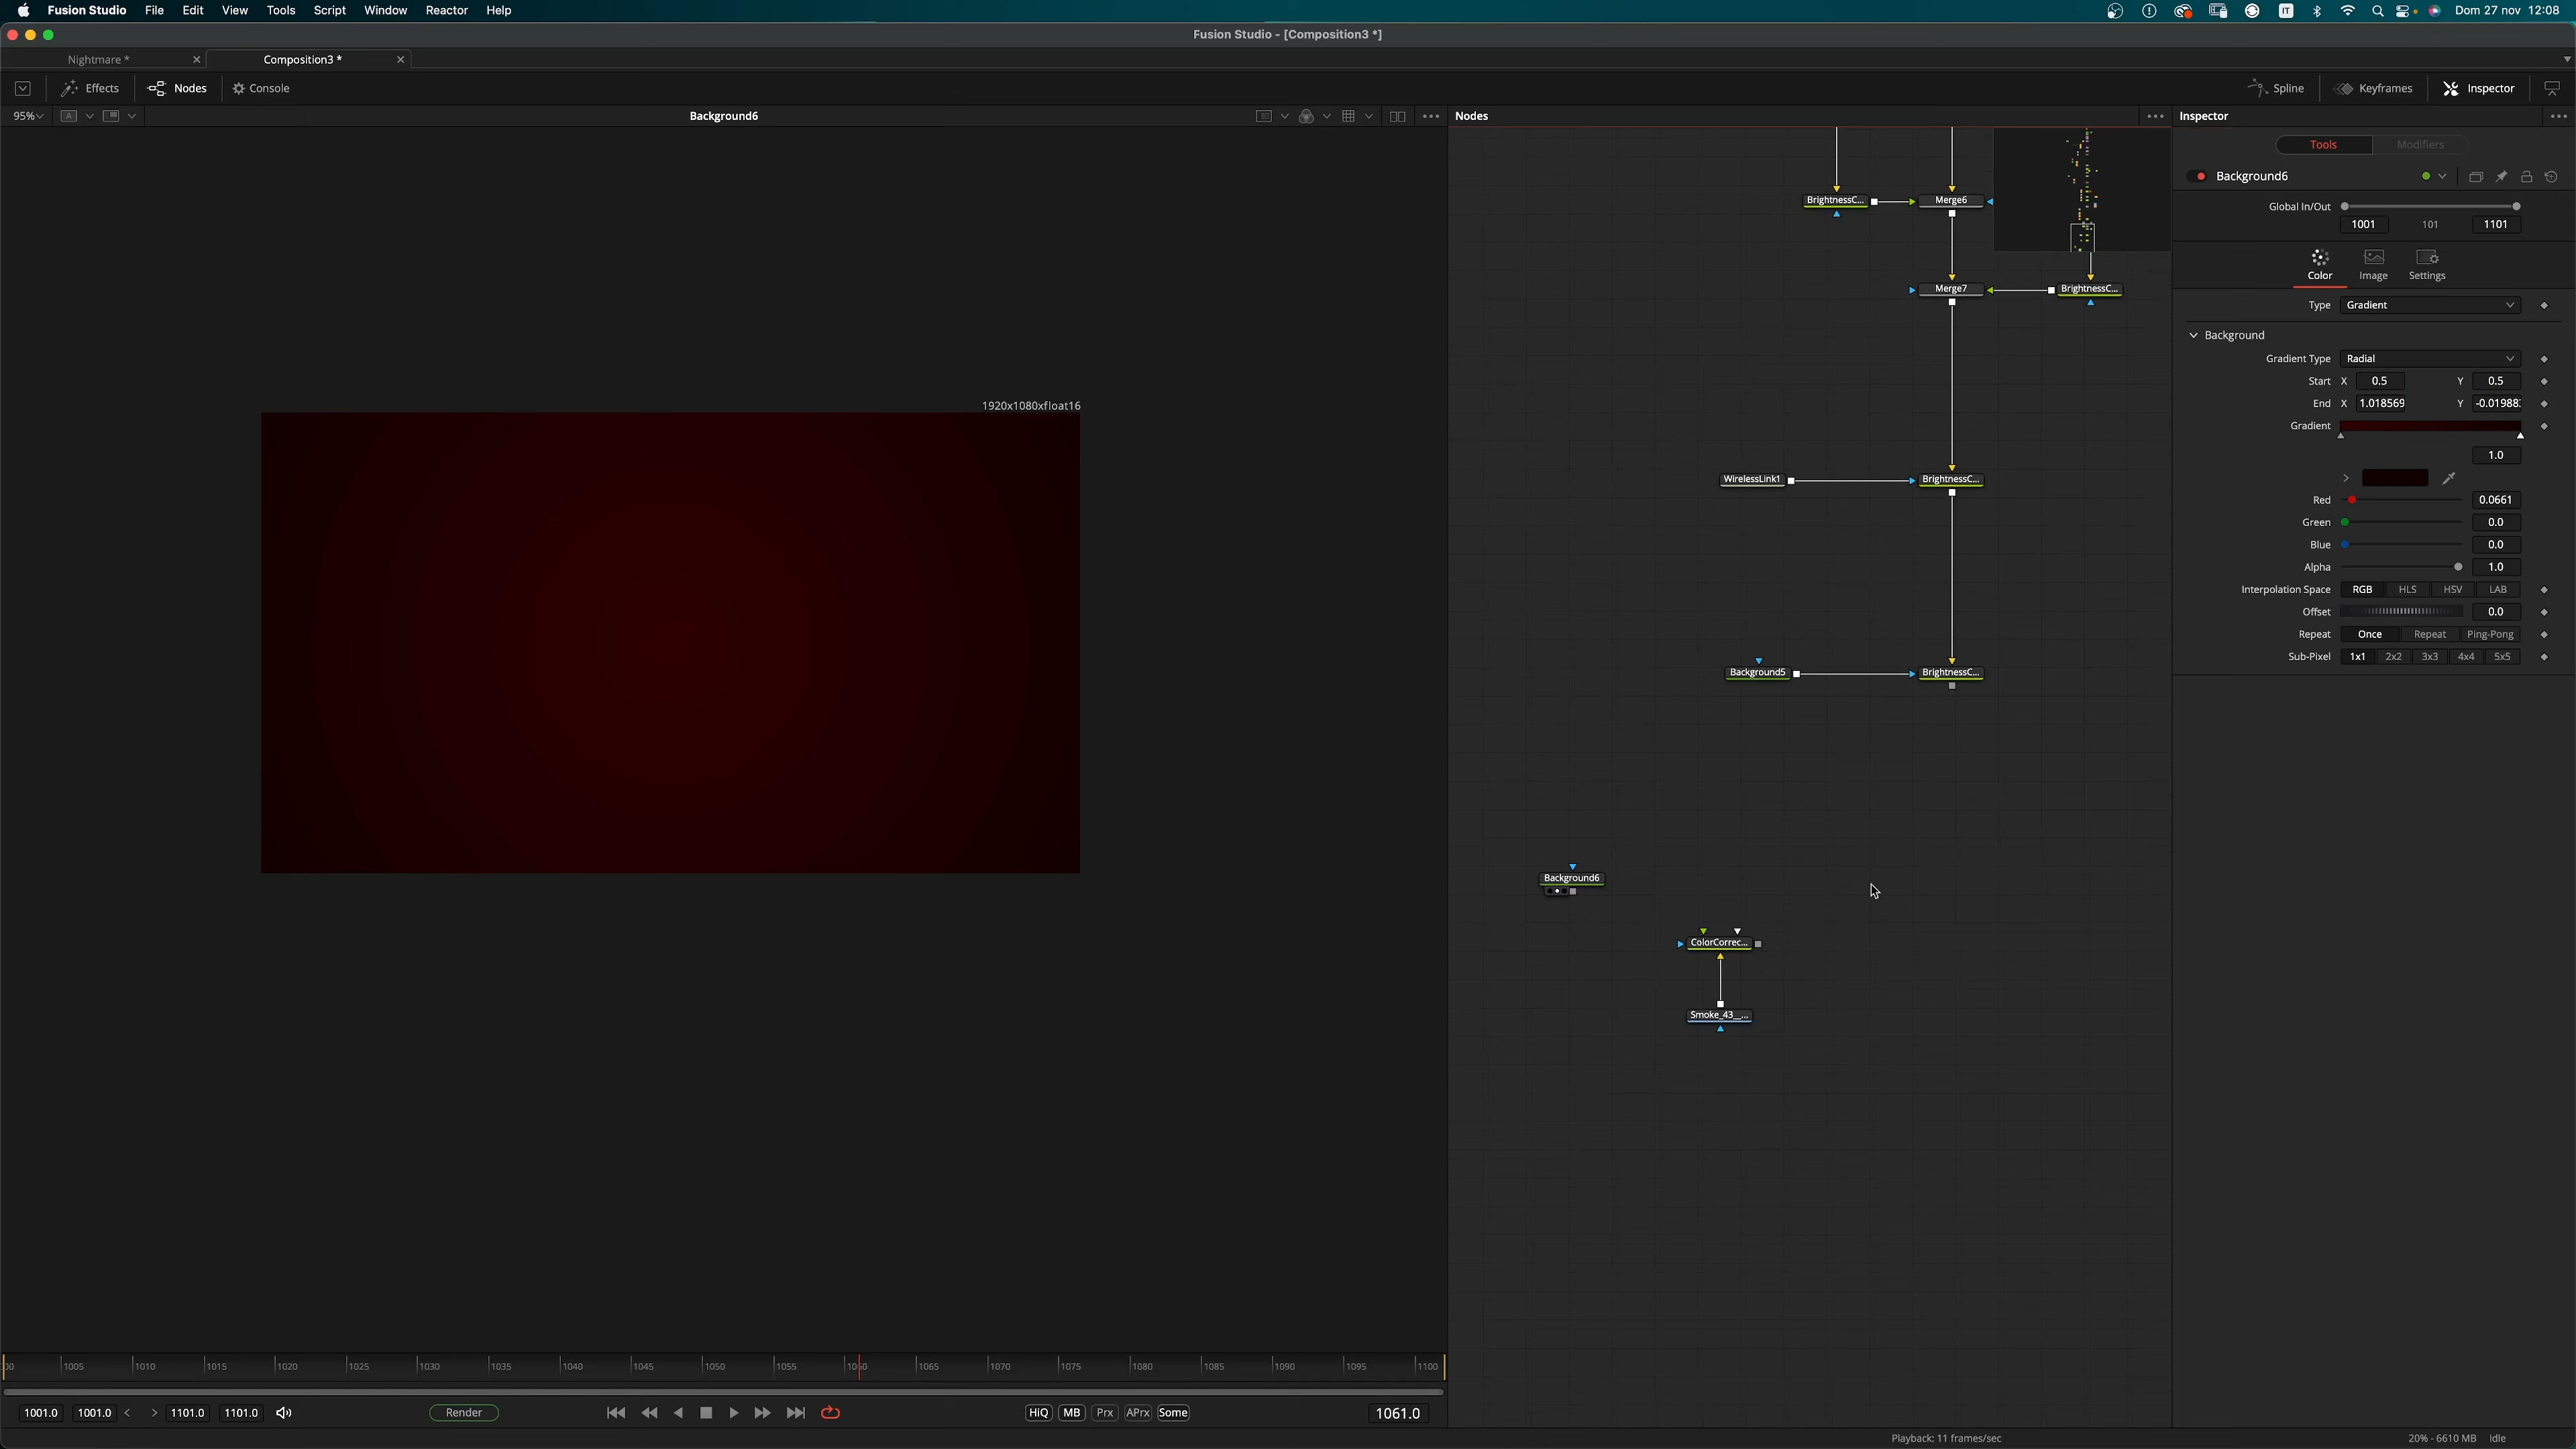 Fusion Studio File Edit View Tools Script Window Reactor Help IT Dom 27 nov 12:08
Fusion Studio - [Composition3 *]
Nightmare * Composition3 *
Effects Nodes Console Spline Keyframes Inspector
95% A Background6 Nodes Inspector
Tools Modifiers
Background6
Global In/Out
1001 101 1101
Color Image Settings
Type Gradient
Background
Gradient Type Radial
Start X 0.5 Y 0.5
End X 1.018569 Y -0.01988
Gradient
1.0
Red 0.0661
Green 0.0
Blue 0.0
Alpha 1.0
Interpolation Space RGB HLS HSV LAB
Offset 0.0
Repeat Once Repeat Ping-Pong
Sub-Pixel 1x1 2x2 3x3 4x4 5x5
1920x1080xfloat16
BrightnessC... Merge6
Merge7 BrightnessC...
WirelessLink1 BrightnessC...
Background5 BrightnessC...
Background6
ColorCorrec...
Smoke_43__...
1005 1010 1015 1020 1025 1030 1035 1040 1045 1050 1055 1060 1065 1070 1075 1080 1085 1090 1095 1100
1001.0 1001.0 < > 1101.0 1101.0 Render HiQ MB Prx APrx Some 1061.0
Playback: 11 frames/sec 20% - 6610 MB Idle